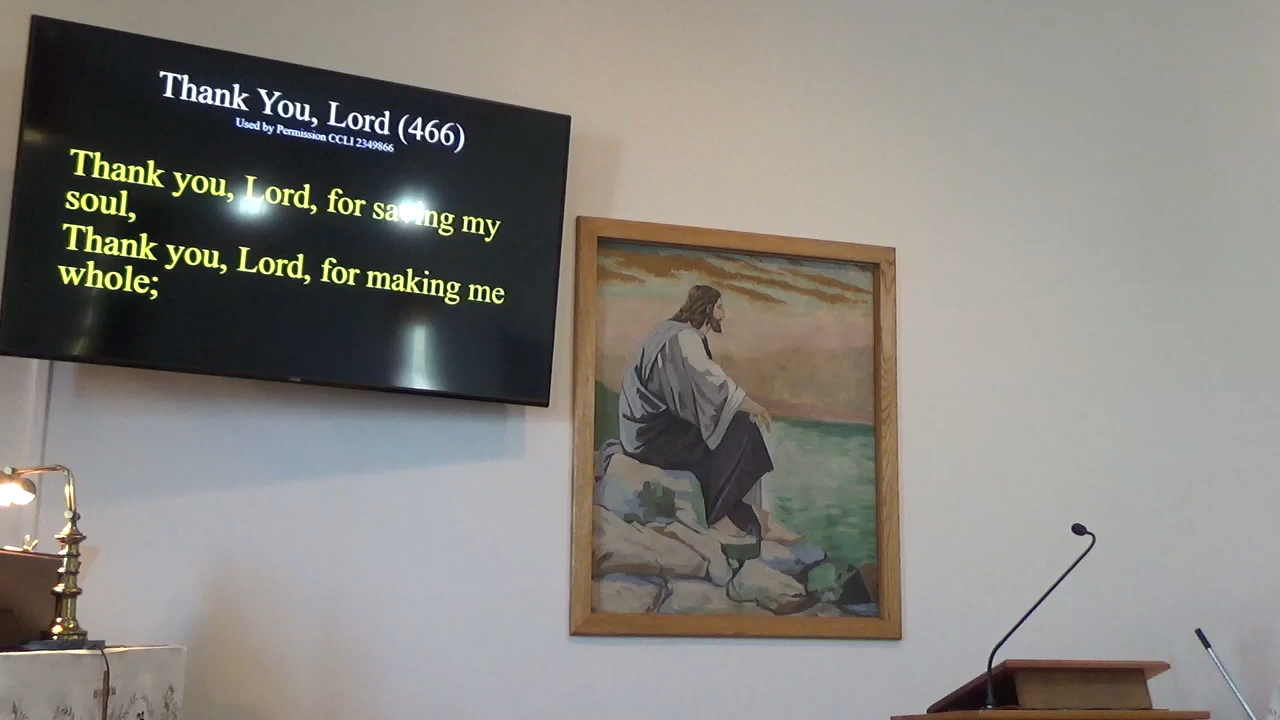 Thank You, Lord (466)
Used by Permission CCLI 2349866
Thank you, Lord, for saving my
soul,
Thank you, Lord, for making me
whole;